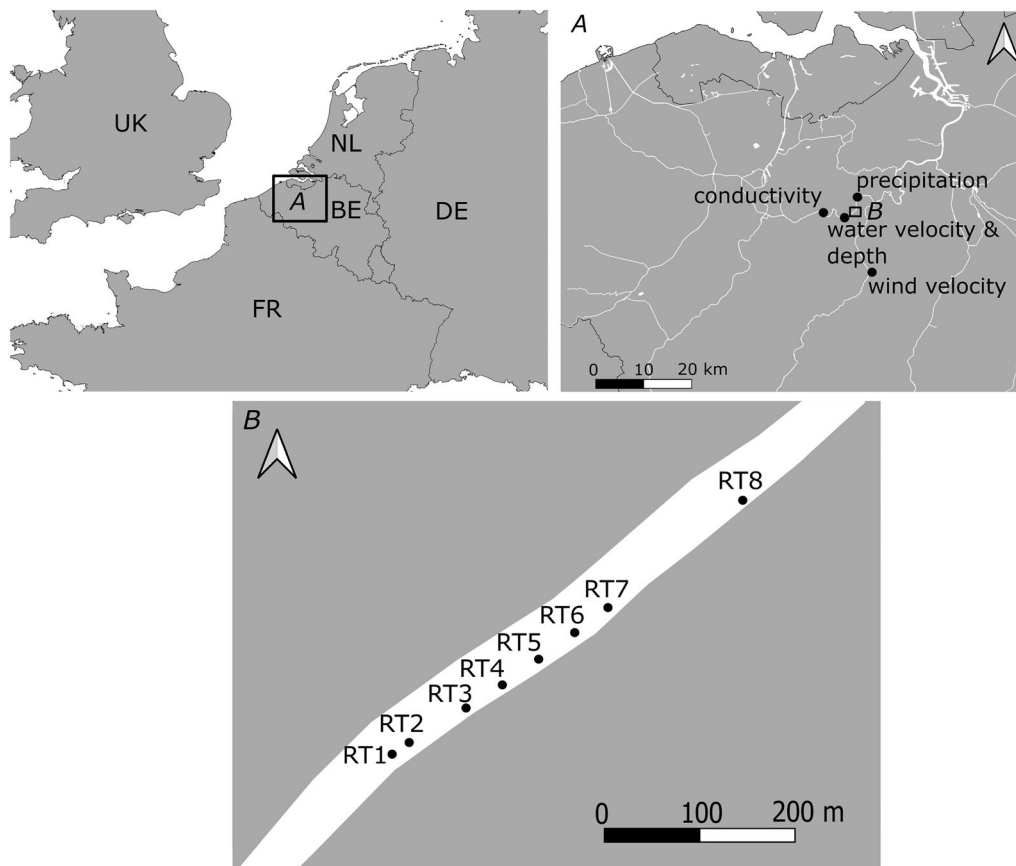 UK
NL
A
BE
DE
FR
A
precipitation
conductivity
B
water velocity &
depth
wind velocity
0 10 20 km
B
RT8
RT7
RT6
RT5
RT4
RT3
RT2
RT1
0 100 200 m